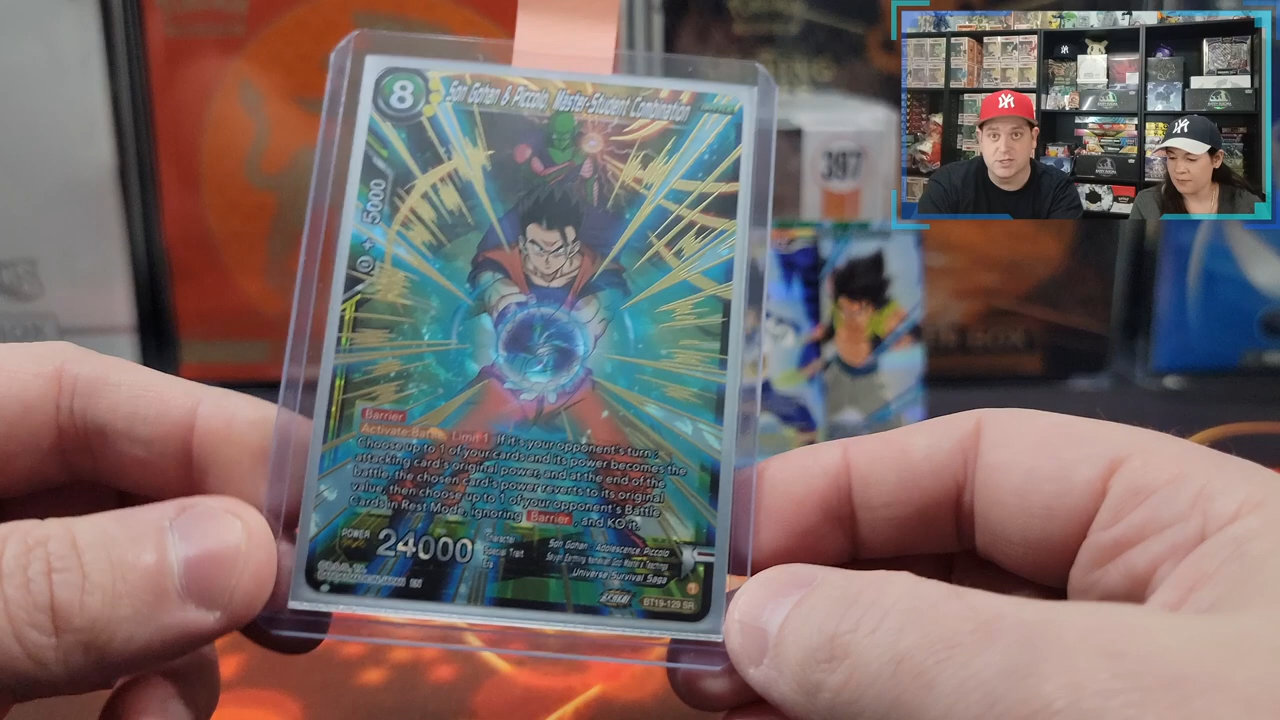 8
Son Gohan & Piccolo, Master-Student Combination
5000
Barrier
Activate:Battle Limit 1 If it's your opponent's turn :
Choose up to 1 of your cards and its power becomes the
attacking card's original power, and at the end of the
battle, the chosen card's power reverts to its original
value, then choose up to 1 of your opponent's Battle
Cards in Rest Mode, ignoring Barrier, and KO it.
POWER 24000
Character Son Gohan : Adolescence, Piccolo
Special Trait
Era Universe Survival Saga
BT19-129 SR
397
NY
NY
BOX